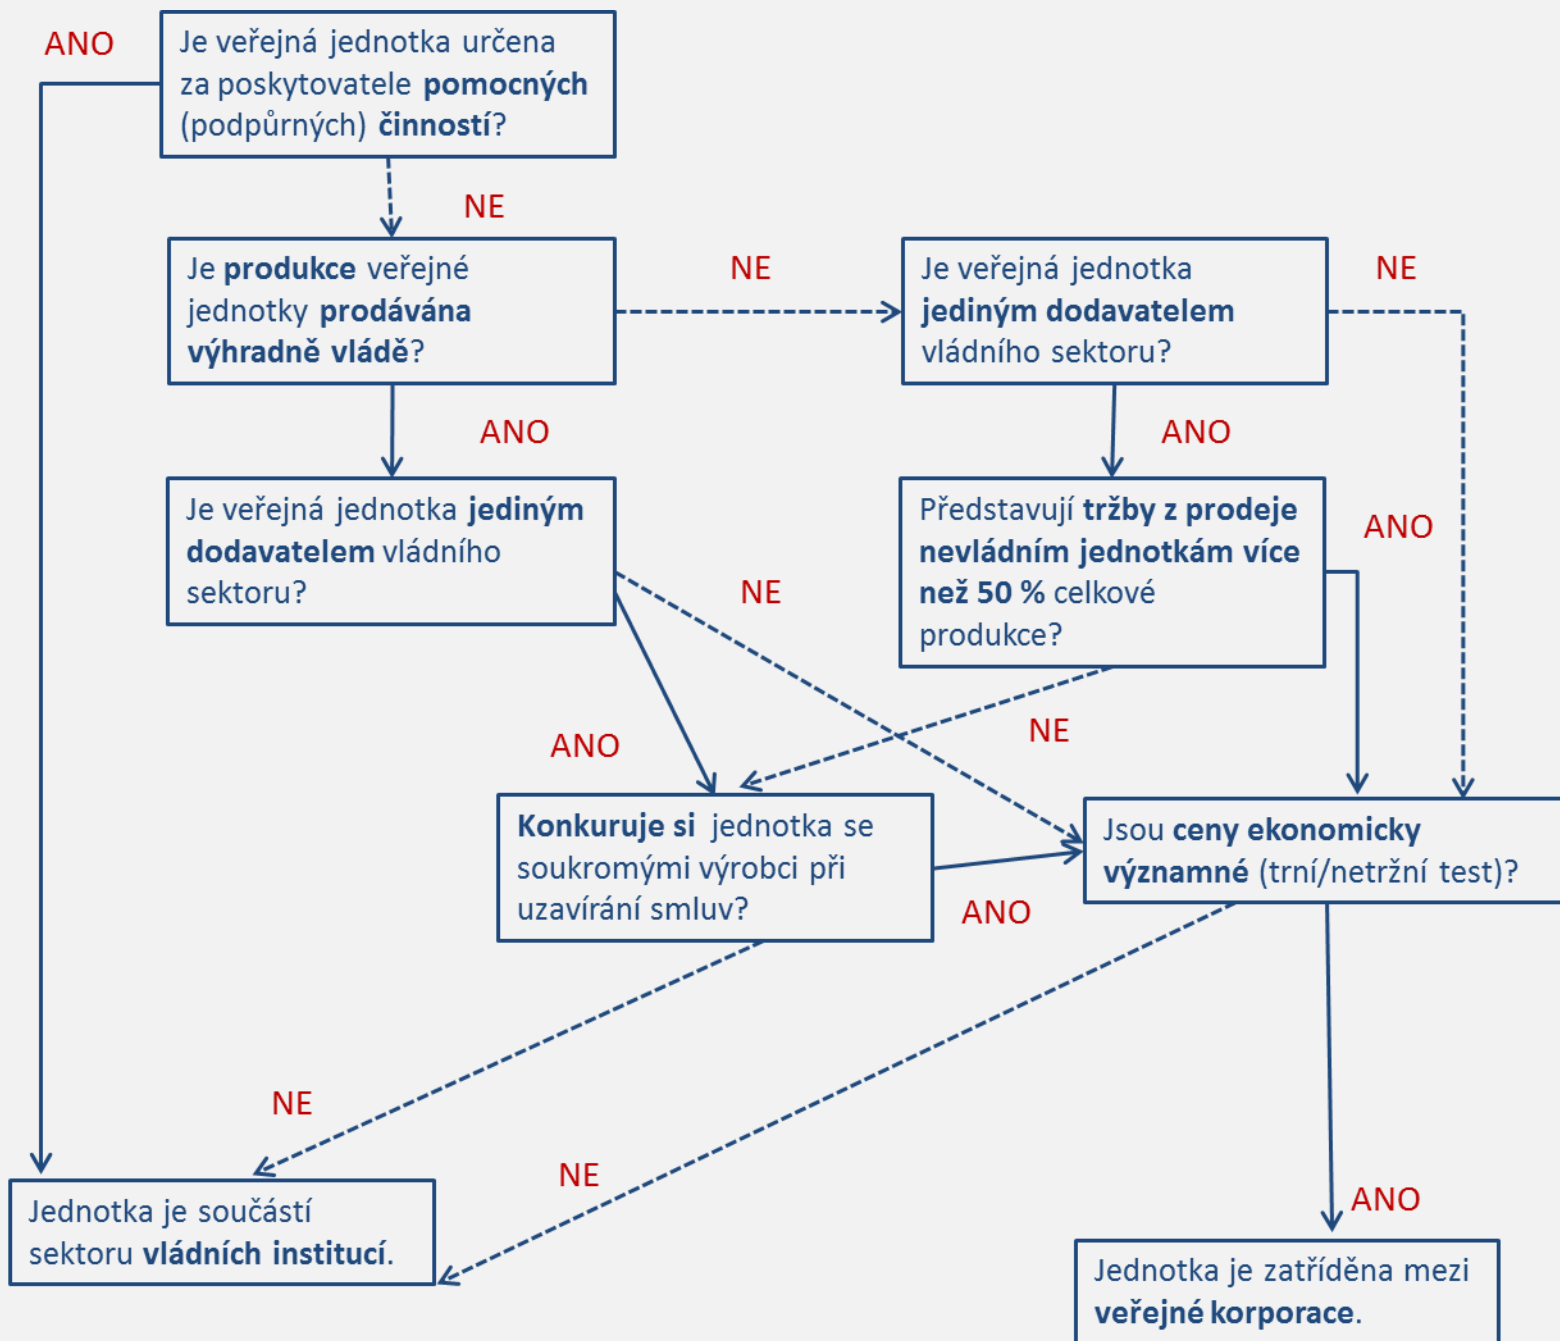 ANO
Je veřejná jednotka určena
za poskytovatele pomocných
(podpůrných) činností?
NE
Je produkce veřejné
jednotky prodávána
výhradně vládě?
NE
Je veřejná jednotka
jediným dodavatelem
vládního sektoru?
NE
ANO
ANO
Je veřejná jednotka jediným
dodavatelem vládního
sektoru?
NE
Představují tržby z prodeje
nevládním jednotkám více
než 50 % celkové
produkce?
ANO
ANO
NE
Konkuruje si jednotka se
soukromými výrobci při
uzavírání smluv?
ANO
Jsou ceny ekonomicky
významné (trní/netržní test)?
NE
NE
ANO
Jednotka je součástí
sektoru vládních institucí.
Jednotka je zatříděna mezi
veřejné korporace.